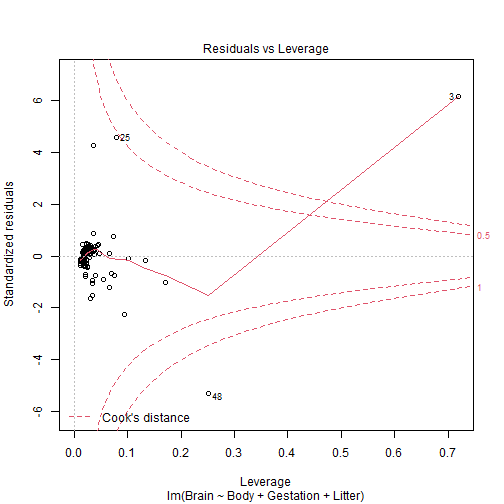 Residuals vs Leverage
Standardized residuals
6
4
2
0
-2
-4
-6
3
25
48
0.5
1
Cook's distance
0.0 0.1 0.2 0.3 0.4 0.5 0.6 0.7
Leverage
lm(Brain ~ Body + Gestation + Litter)